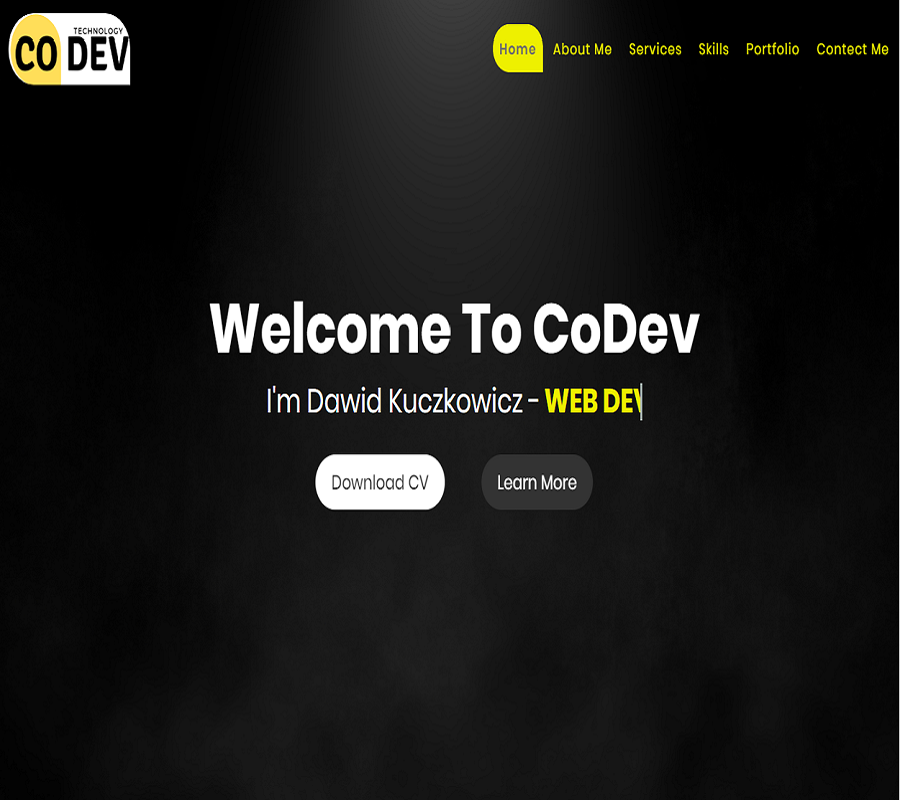 TECHNOLOGY
CO DEV
Home About Me Services Skills Portfolio Contect Me
Welcome To CoDev
I'm Dawid Kuczkowicz - WEB DEV
Download CV Learn More